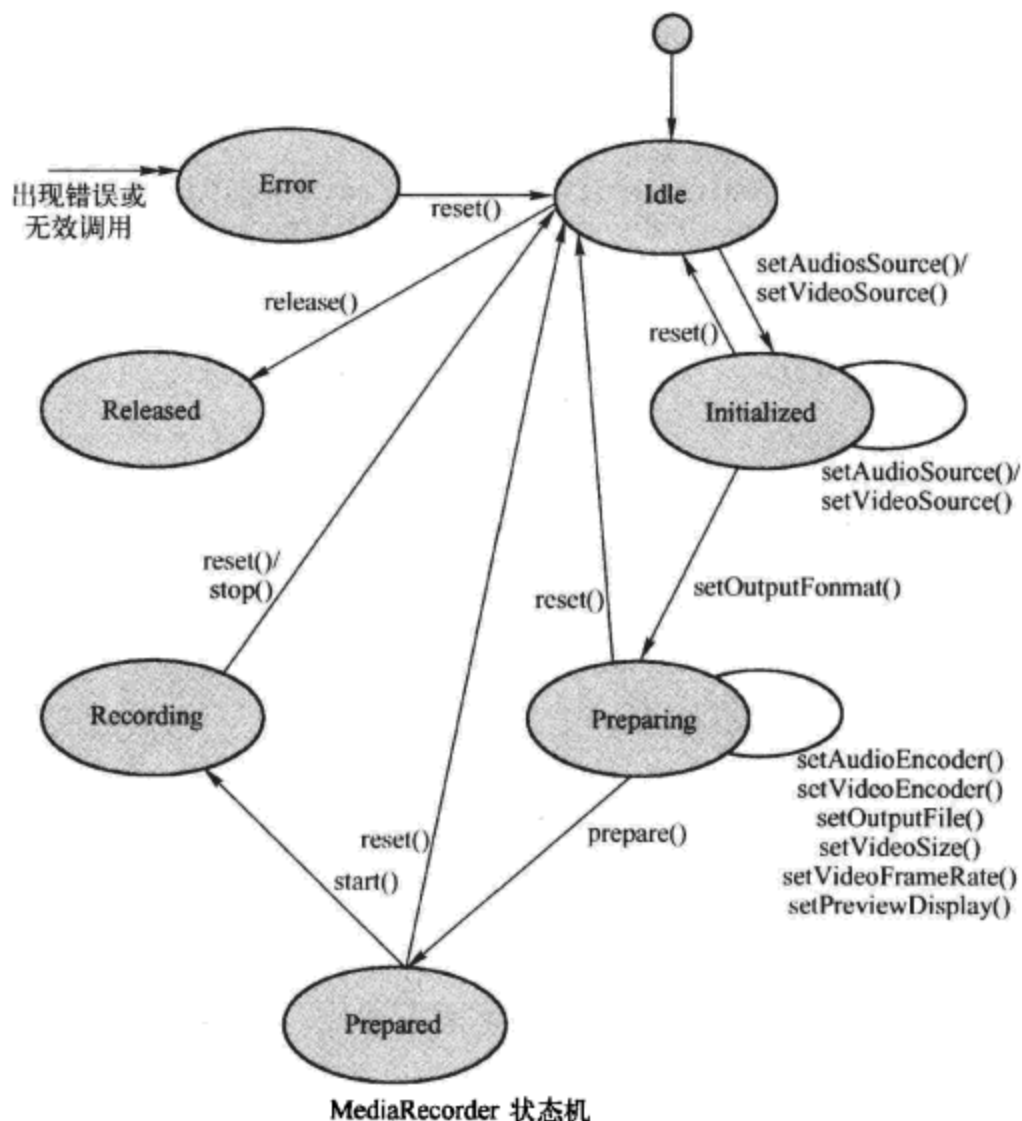 Error
Idle
出现错误或
无效调用
reset()
setAudiosSource()/
setVideoSource()
release()
reset()
Released
Initialized
setAudioSource()/
setVideoSource()
reset()/
stop()
reset()
setOutputFonmat()
Recording
Preparing
setAudioEncoder()
setVideoEncoder()
setOutputFile()
setVideoSize()
setVideoFrameRate()
setPreviewDisplay()
reset()
prepare()
start()
Prepared
MediaRecorder 状态机